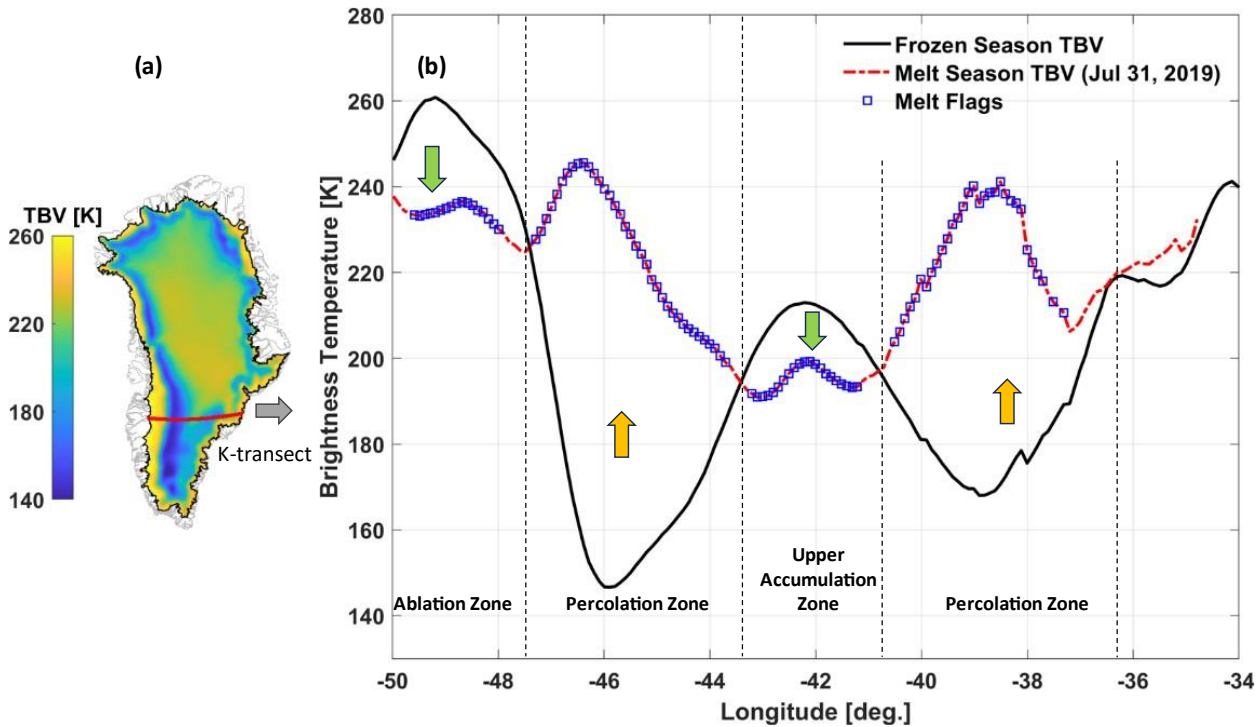 (a)
TBV [K]
260
220
180
140
K-transect
(b)
Frozen Season TBV
Melt Season TBV (Jul 31, 2019)
Melt Flags
Brightness Temperature [K]
280
260
240
220
200
180
160
140
Ablation Zone
Percolation Zone
Upper
Accumulation
Zone
Percolation Zone
-50 -48 -46 -44 -42 -40 -38 -36 -34
Longitude [deg.]